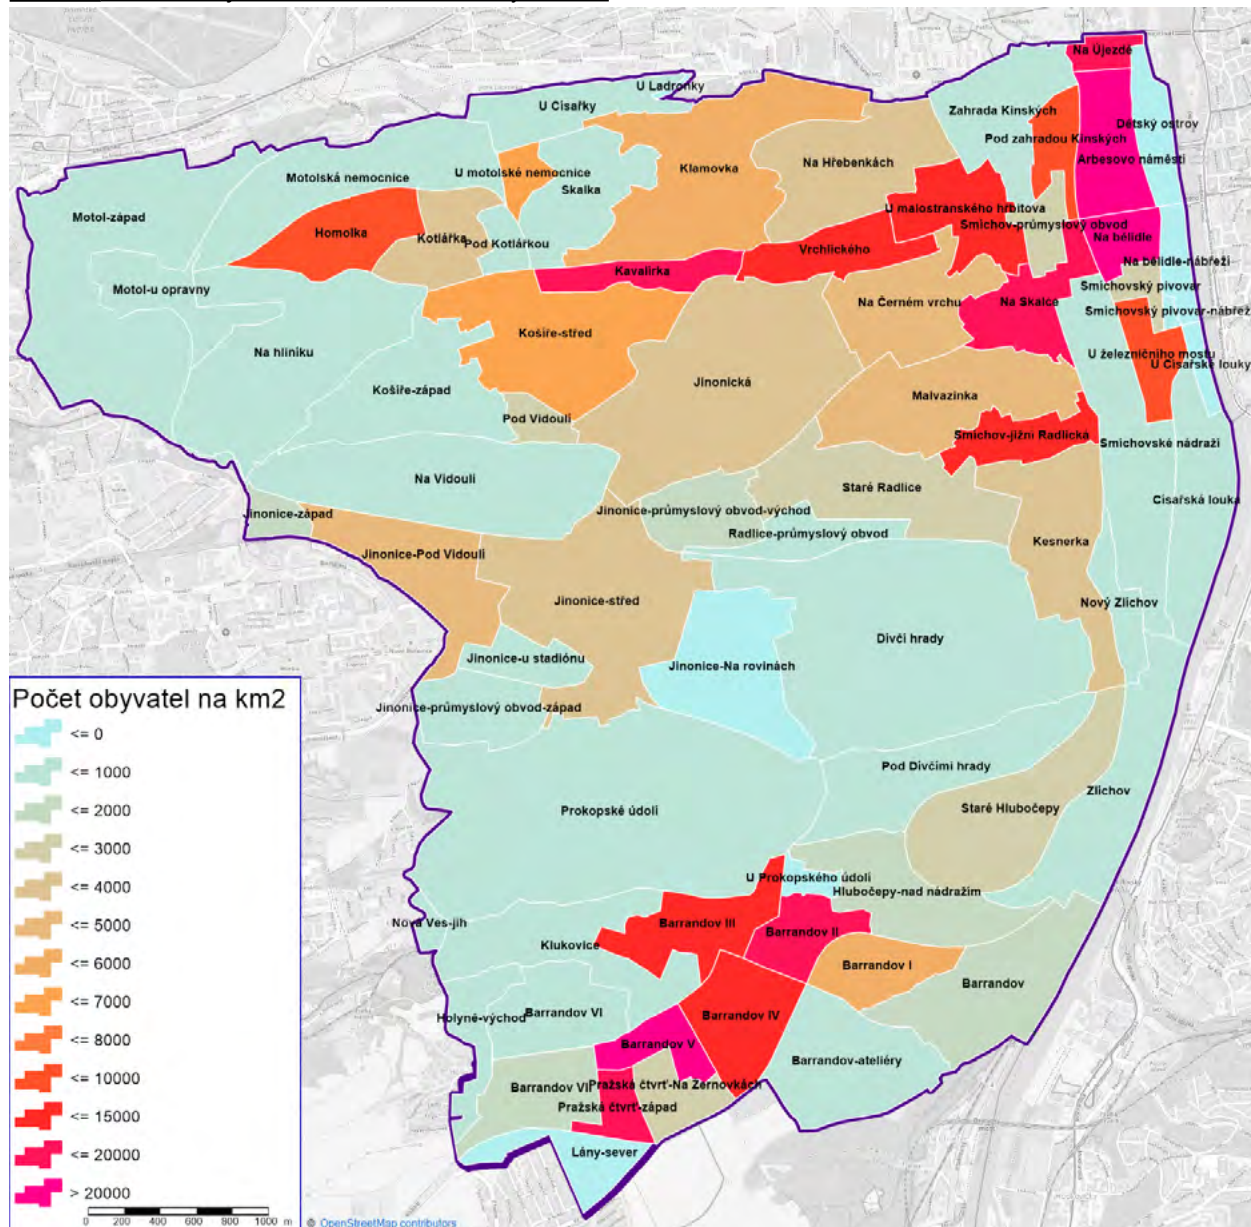 Na Újezdě
U Ladronky
U Císařky
Zahrada Kinských
Dětský ostrov
Pod zahradou Kinských
Arbesovo náměstí
Na Hřebenkách
Klamovka
U motolské nemocnice
Skalka
Motolská nemocnice
Motol-západ
U malostranského hřbitova
Smíchov-průmyslový obvod
Homolka
Kotlářka
Pod Kotlářkou
Na bělidle
Vrchlického
Na bělidle-nábřeží
Kavalírka
Smíchovský pivovar
Motol-u opravny
Na Černém vrchu
Na Skalce
Smíchovský pivovar-nábřež
Košíře-střed
Na hliníku
U železničního mostu
U Císařské louky
Jinonická
Košíře-západ
Malvazinka
Pod Vidoulí
Smíchov-jižní Radlická
Smíchovské nádraží
Na Vidouli
Staré Radlice
Císařská louka
Jinonice-západ
Jinonice-průmyslový obvod-východ
Radlice-průmyslový obvod
Kesnerka
Jinonice-Pod Vidoulí
Jinonice-střed
Nový Zlíchov
Dívčí hrady
Jinonice-u stadiónu
Jinonice-Na rovinách
Jinonice-průmyslový obvod-západ
Pod Dívčími hrady
Zlíchov
Staré Hlubočepy
Prokopské údolí
U Prokopského údolí
Hlubočepy-nad nádražím
Nová Ves-jih
Klukovice
Barrandov III
Barrandov II
Barrandov I
Barrandov
Holyně-východ
Barrandov VI
Barrandov IV
Barrandov V
Barrandov-ateliéry
Barrandov VII
Pražská čtvrť-Na Žernovkách
Pražská čtvrť-západ
Lány-sever
Počet obyvatel na km2
<= 0
<= 1000
<= 2000
<= 3000
<= 4000
<= 5000
<= 6000
<= 7000
<= 8000
<= 10000
<= 15000
<= 20000
> 20000
0 200 400 600 800 1000 m
© OpenStreetMap contributors